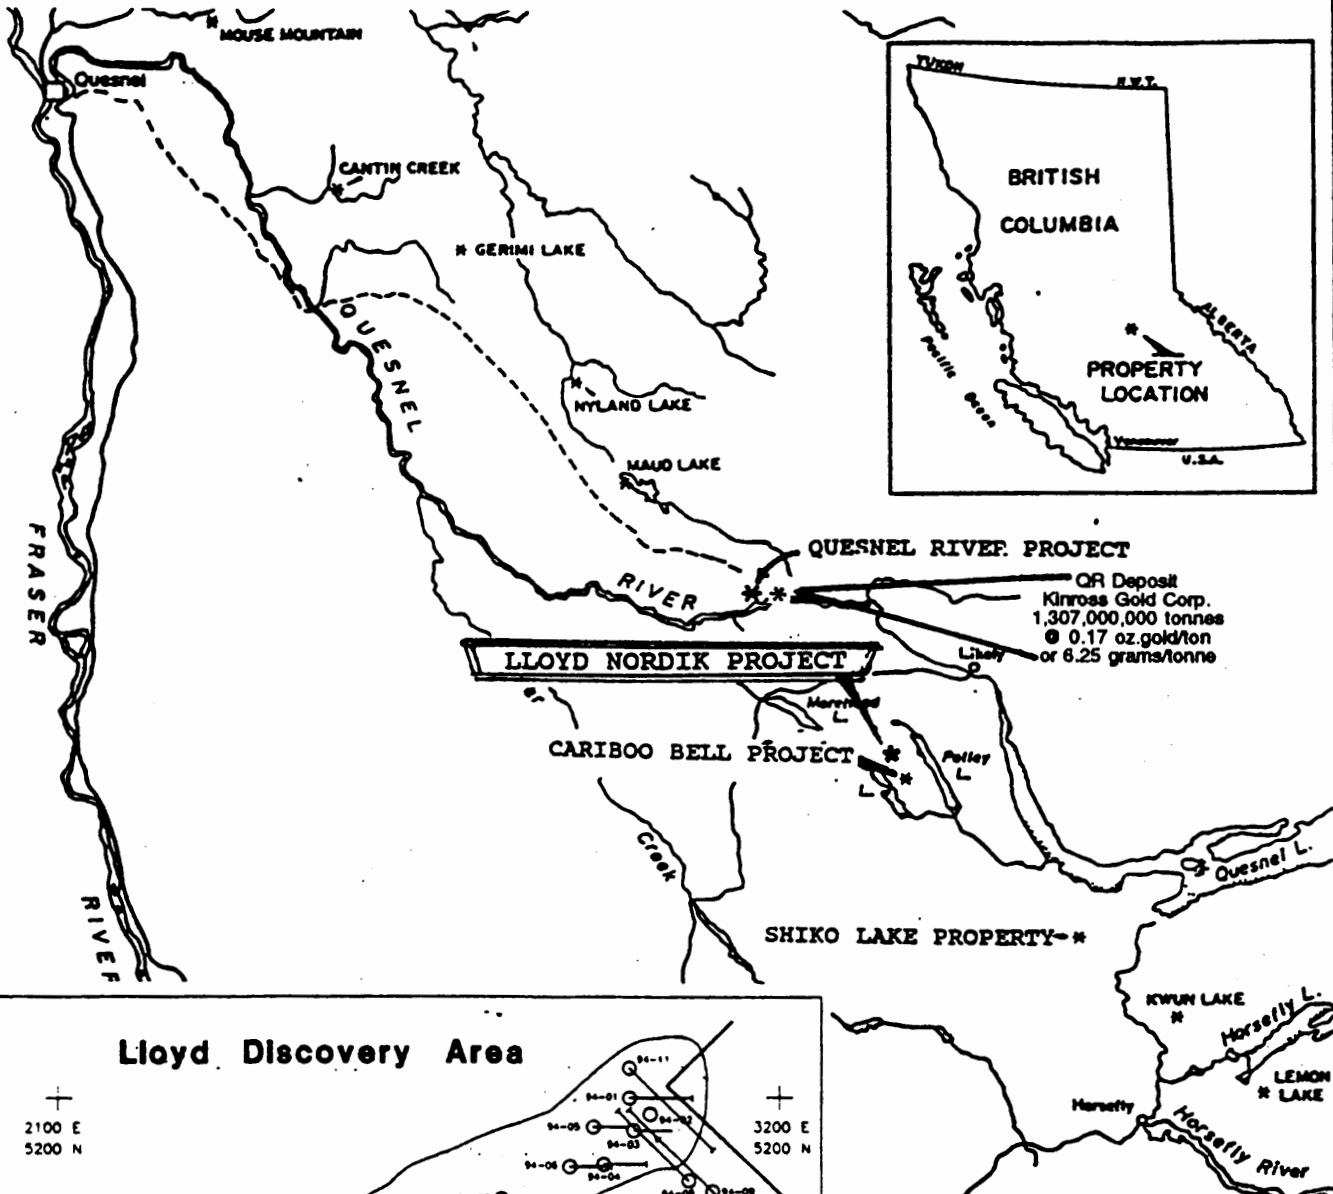 MOUSE MOUNTAIN
Quesnel
CANTIN CREEK
GERIMI LAKE
QUESNEL
HYLAND LAKE
MAUD LAKE
RIVER
FRASER
RIVER
YUKON
N.W.T.
BRITISH
COLUMBIA
ALBERTA
Pacific
PROPERTY
LOCATION
Vancouver
U.S.A.
QUESNEL RIVER PROJECT
QR Deposit
Kinross Gold Corp.
1,307,000,000 tonnes
@ 0.17 oz.gold/ton
or 6.25 grams/tonne
Likely
LLOYD NORDIK PROJECT
Morehead
L.
CARIBOO BELL PROJECT
Polley
L.
L.
Creek
Quesnel L.
SHIKO LAKE PROPERTY
KWUN LAKE
Horsefly L.
LEMON
LAKE
Horsefly
Horsefly River
Lloyd Discovery Area
94-11
94-01
94-02
94-05
94-03
94-06
94-04
94-09
2100 E
5200 N
3200 E
5200 N